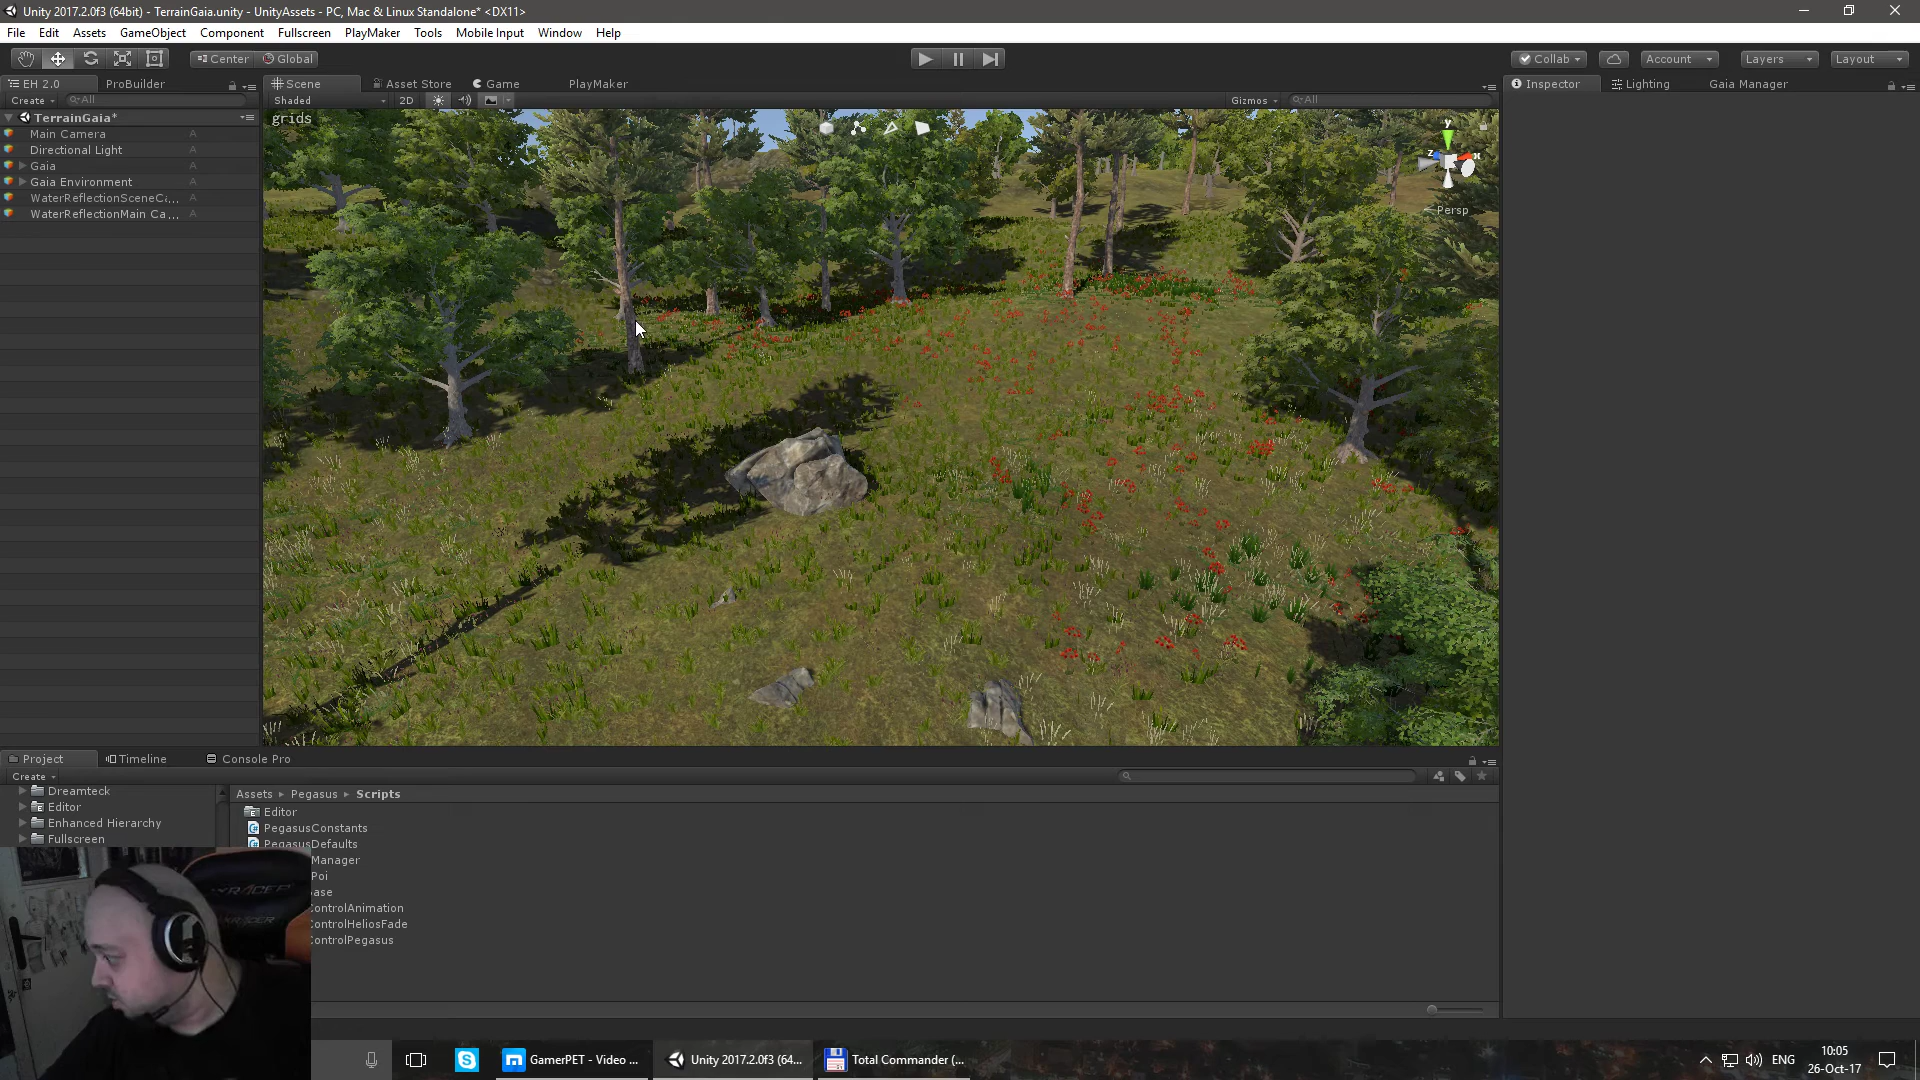 Unity 2017.2.0f3 (64bit) - TerrainGaia.unity - UnityAssets - PC, Mac & Linux Standalone* <DX11>
File Edit Assets GameObject Component Fullscreen PlayMaker Tools Mobile Input Window Help
Center Global Collab Account Layers Layout
EH 2.0 ProBuilder Scene Asset Store Game PlayMaker Inspector Lighting Gaia Manager
Create All Shaded 2D Gizmos All
TerrainGaia*
grids
Main Camera A
Directional Light A
Gaia A
Gaia Environment A
WaterReflectionSceneCa... A
WaterReflectionMain Ca... A
y
z x
Persp
Project Timeline Console Pro
Create
Dreamteck
Editor
Enhanced Hierarchy
Fullscreen
Assets Pegasus Scripts
Editor
PegasusConstants
PegasusDefaults
Manager
Poi
ase
ControlAnimation
ControlHeliosFade
ControlPegasus
GamerPET - Video ...
Unity 2017.2.0f3 (64...
Total Commander (...
ENG
10:05
26-Oct-17